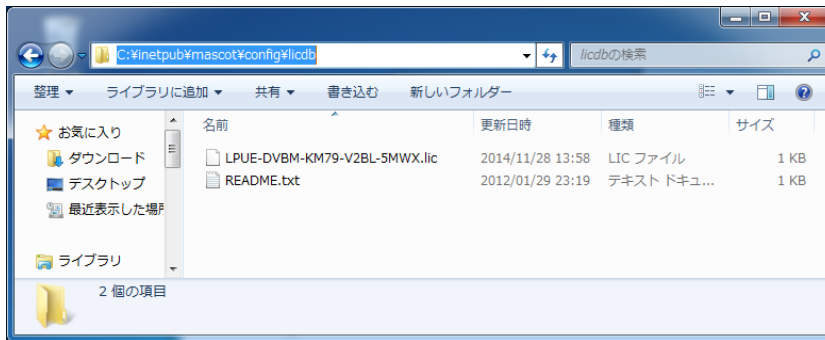 C:¥inetpub¥mascot¥config¥licdb
licdbの検索
整理 ライブラリに追加 共有 書き込む 新しいフォルダー
お気に入り
ダウンロード
デスクトップ
最近表示した場所
ライブラリ
名前 更新日時 種類 サイズ
LPUE-DVBM-KM79-V2BL-5MWX.lic 2014/11/28 13:58 LIC ファイル 1 KB
README.txt 2012/01/29 23:19 テキスト ドキュ... 1 KB
2 個の項目